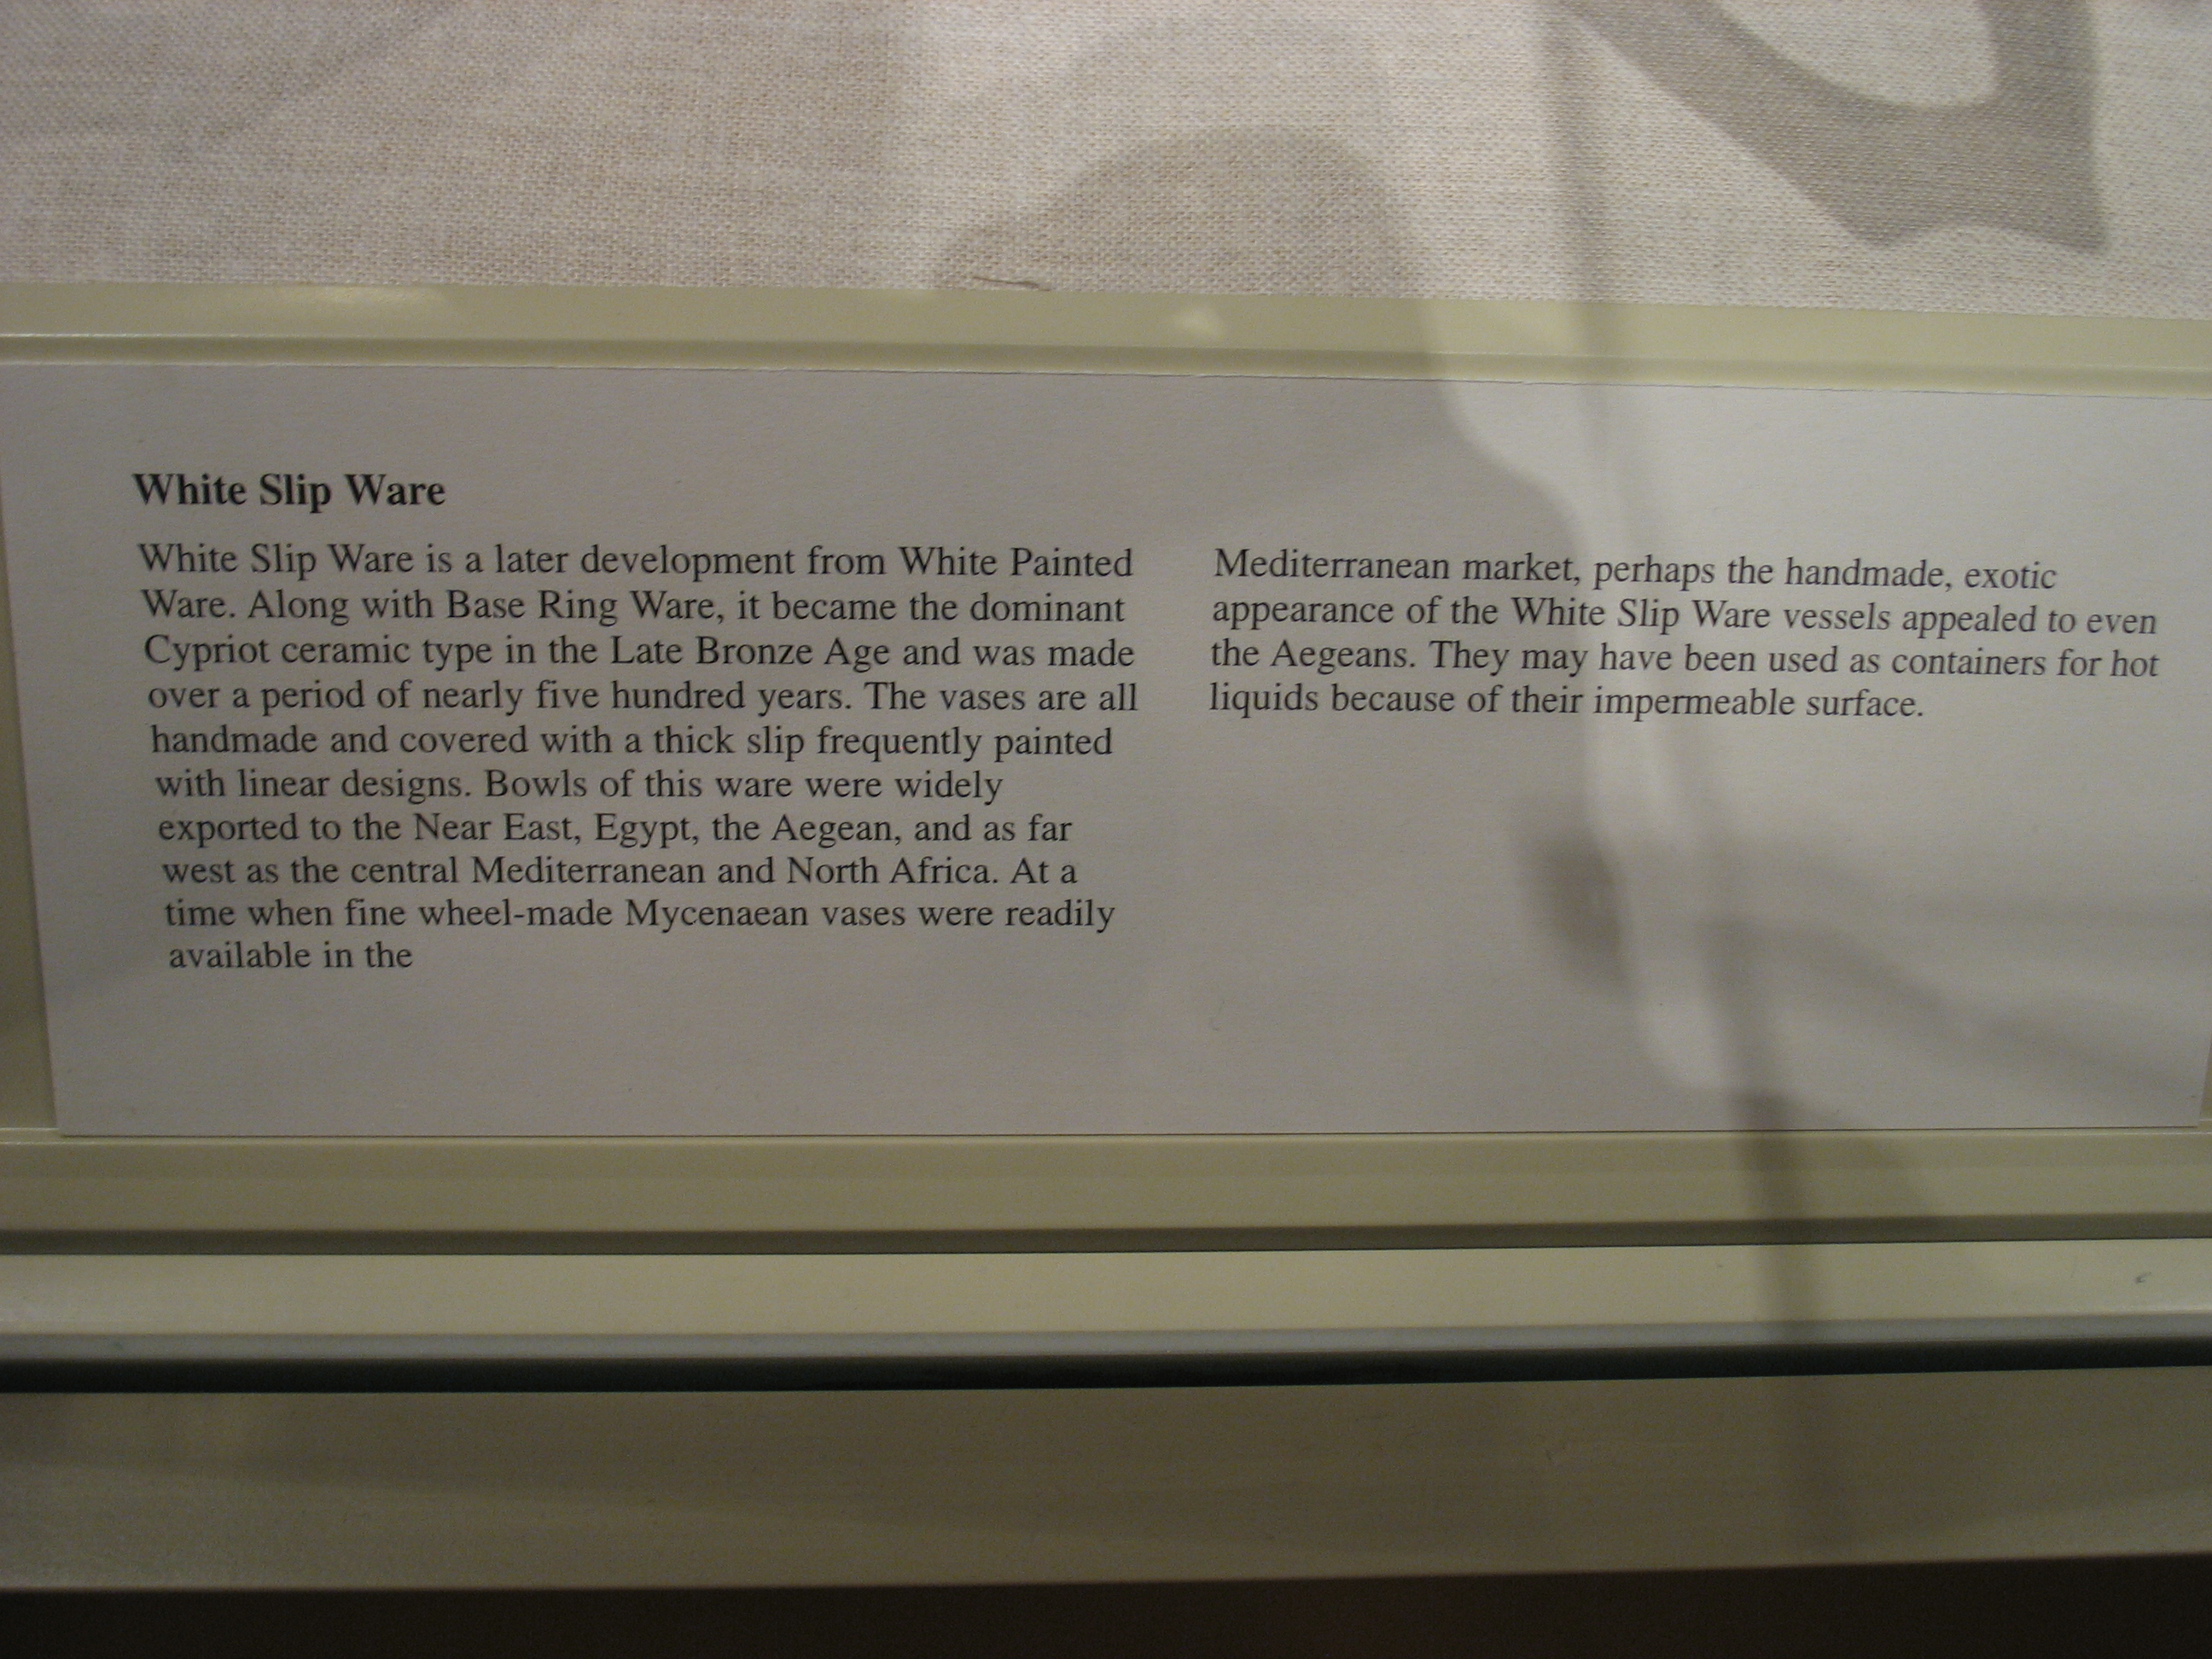 White Slip Ware
White Slip Ware is a later development from White Painted
Ware. Along with Base Ring Ware, it became the dominant
Cypriot ceramic type in the Late Bronze Age and was made
over a period of nearly five hundred years. The vases are all
handmade and covered with a thick slip frequently painted
with linear designs. Bowls of this ware were widely
exported to the Near East, Egypt, the Aegean, and as far
west as the central Mediterranean and North Africa. At a
time when fine wheel-made Mycenaean vases were readily
available in the
Mediterranean market, perhaps the handmade, exotic
appearance of the White Slip Ware vessels appealed to even
the Aegeans. They may have been used as containers for hot
liquids because of their impermeable surface.